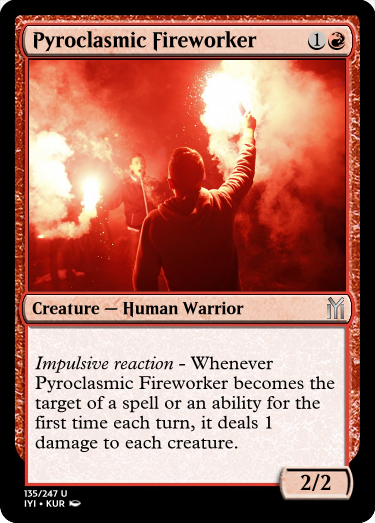 Pyroclasmic Fireworker 1
Creature — Human Warrior
Impulsive reaction - Whenever
Pyroclasmic Fireworker becomes the
target of a spell or an ability for the
first time each turn, it deals 1
damage to each creature.
2/2
135/247 U
IYI • KUR